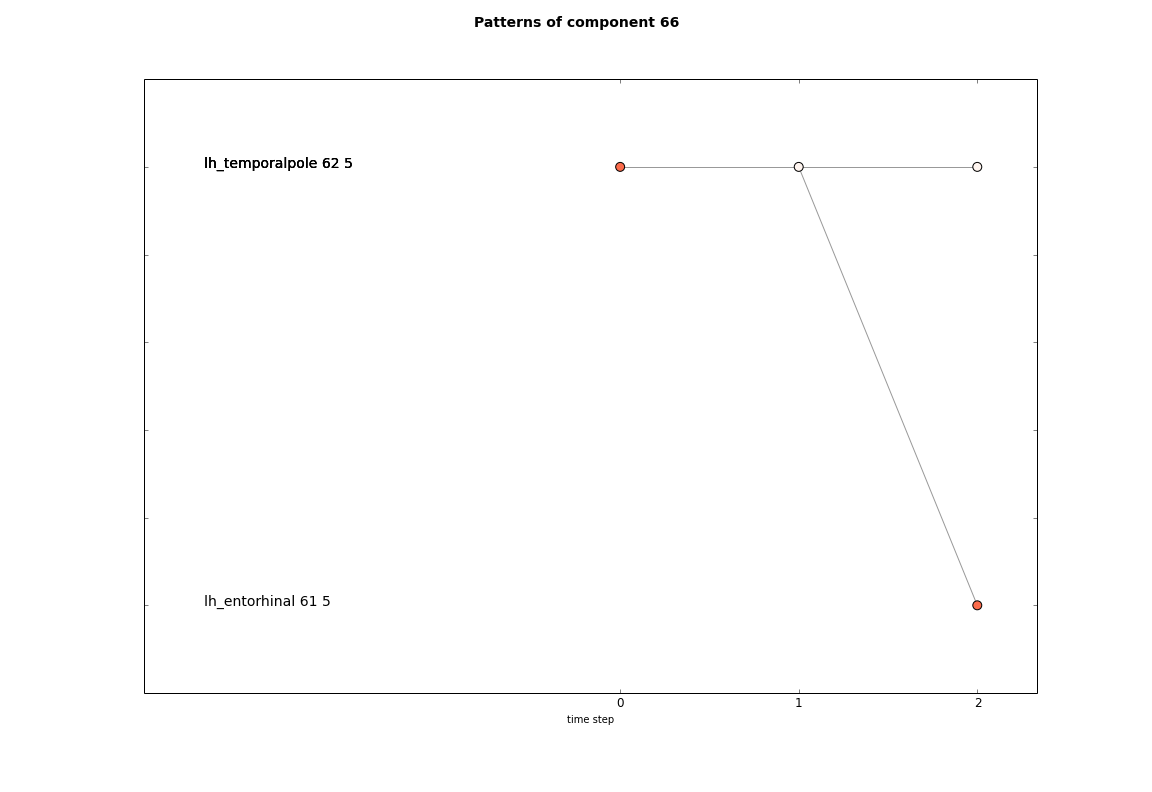 Patterns of component 66
lh_temporalpole 62 5
lh_entorhinal 61 5
0 1 2
time step